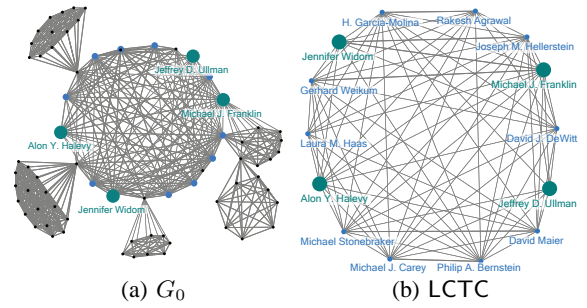 Jeffrey D. Ullman
Michael J. Franklin
Alon Y. Halevy
Jennifer Widom
(a) G₀
H. Garcia-Molina
Rakesh Agrawal
Joseph M. Hellerstein
Jennifer Widom
Michael J. Franklin
Gerhard Weikum
David J. DeWitt
Laura M. Haas
Alon Y. Halevy
Jeffrey D. Ullman
Michael Stonebraker
David Maier
Michael J. Carey
Philip A. Bernstein
(b) LCTC